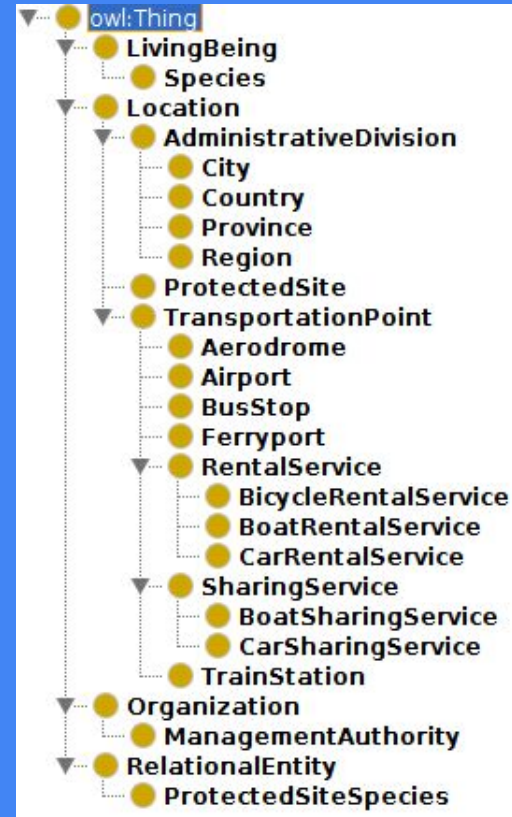 owl:Thing
LivingBeing
Species
Location
AdministrativeDivision
City
Country
Province
Region
ProtectedSite
TransportationPoint
Aerodrome
Airport
BusStop
Ferryport
RentalService
BicycleRentalService
BoatRentalService
CarRentalService
SharingService
BoatSharingService
CarSharingService
TrainStation
Organization
ManagementAuthority
RelationalEntity
ProtectedSiteSpecies